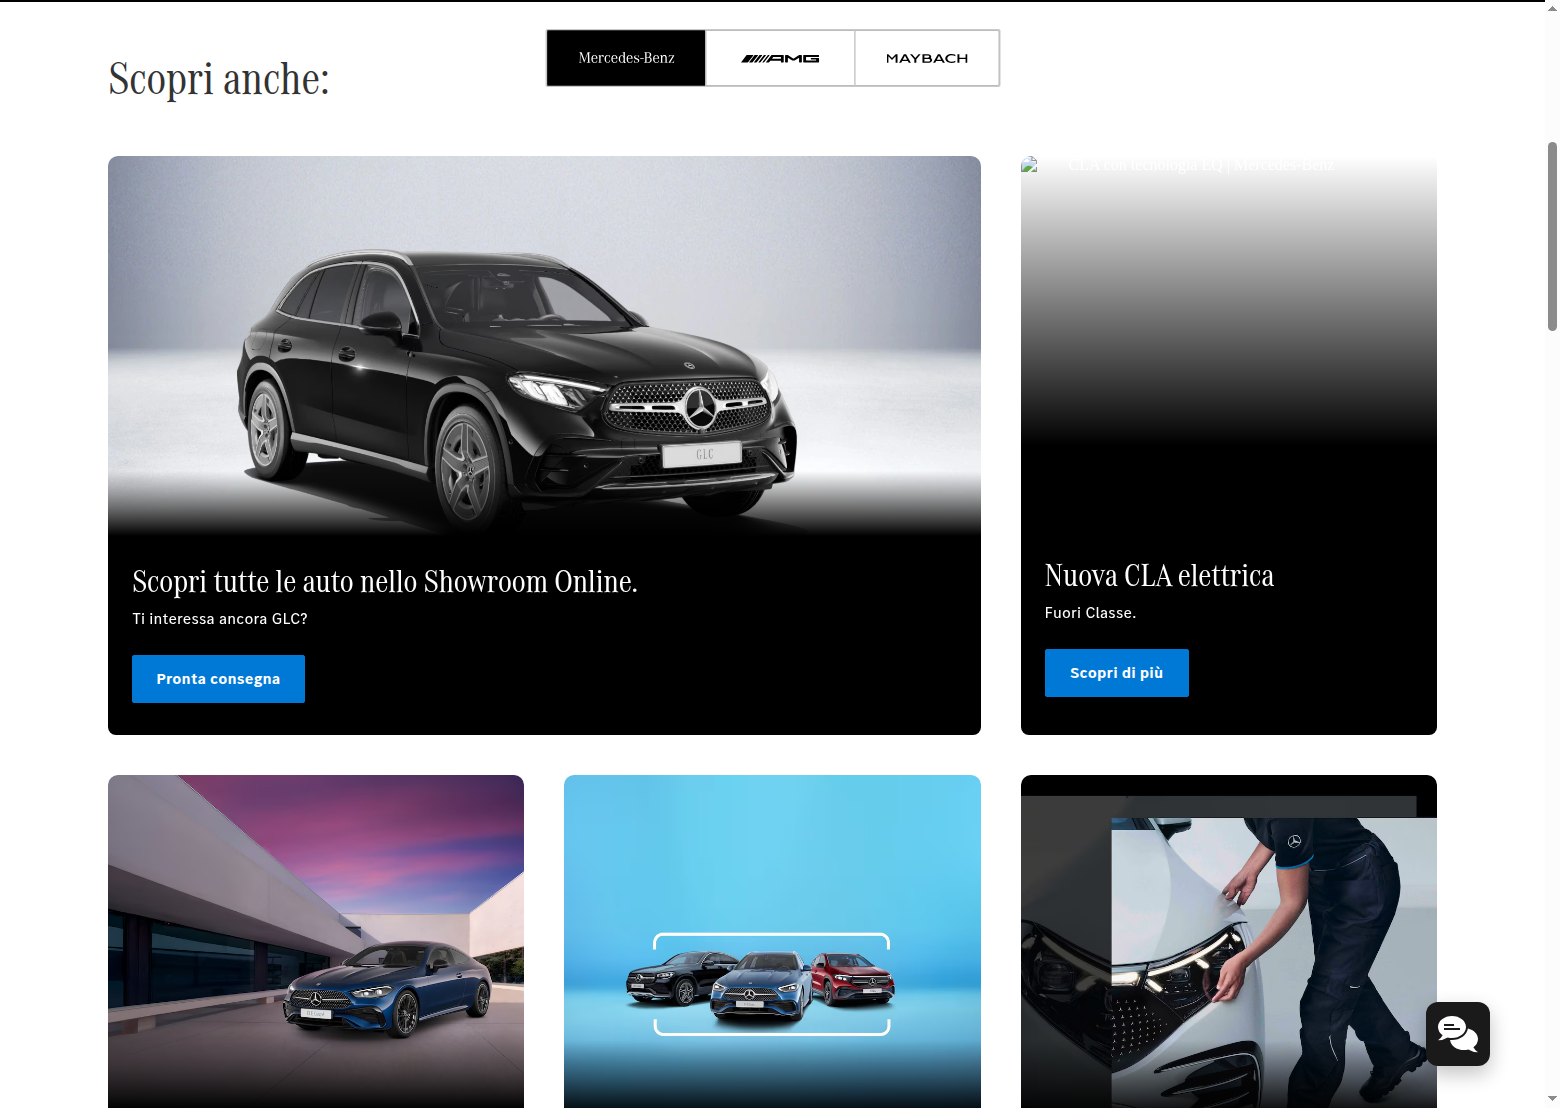 Mercedes-Benz
AMG
MAYBACH
Scopri anche:
CLA con tecnologia EQ | Mercedes-Benz
GLC
Scopri tutte le auto nello Showroom Online.
Ti interessa ancora GLC?
Pronta consegna
Nuova CLA elettrica
Fuori Classe.
Scopri di più